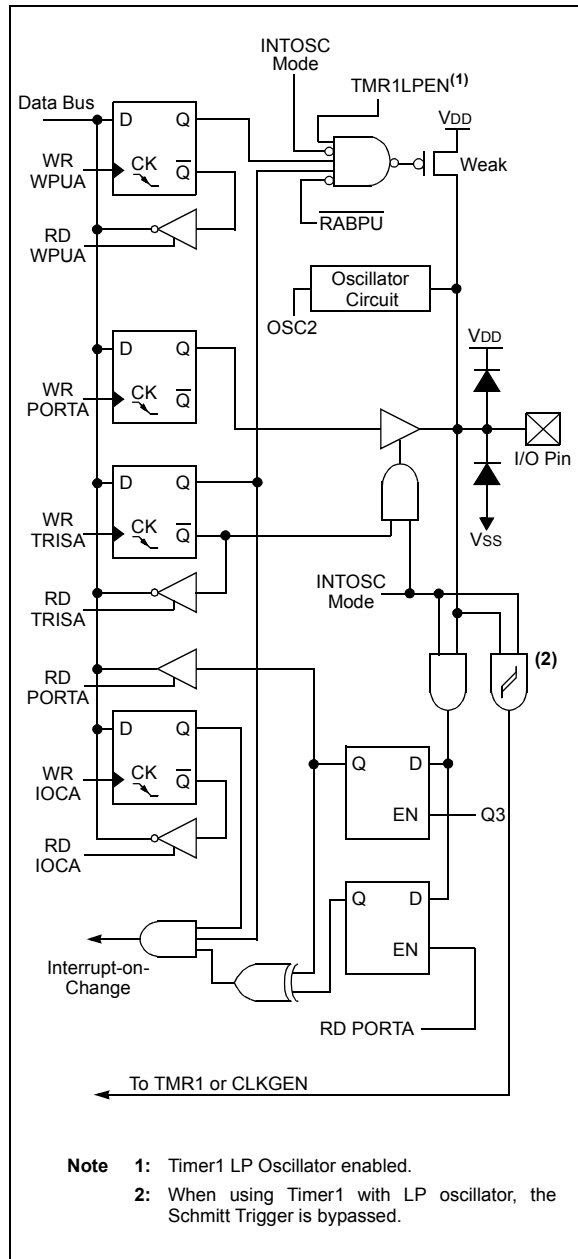 INTOSC
Mode
TMR1LPEN(1)
Data Bus
D Q
VDD
WR
WPUA
CK Q
Weak
RD
WPUA
RABPU
Oscillator
Circuit
OSC2
D Q
VDD
WR
PORTA
CK Q
I/O Pin
D Q
WR
TRISA
CK Q
VSS
RD
TRISA
INTOSC
Mode
RD
PORTA
(2)
D Q
WR
IOCA
CK Q
Q D
EN
Q3
RD
IOCA
Q D
EN
Interrupt-on-
Change
RD PORTA
To TMR1 or CLKGEN
Note 1: Timer1 LP Oscillator enabled.
2: When using Timer1 with LP oscillator, the
Schmitt Trigger is bypassed.